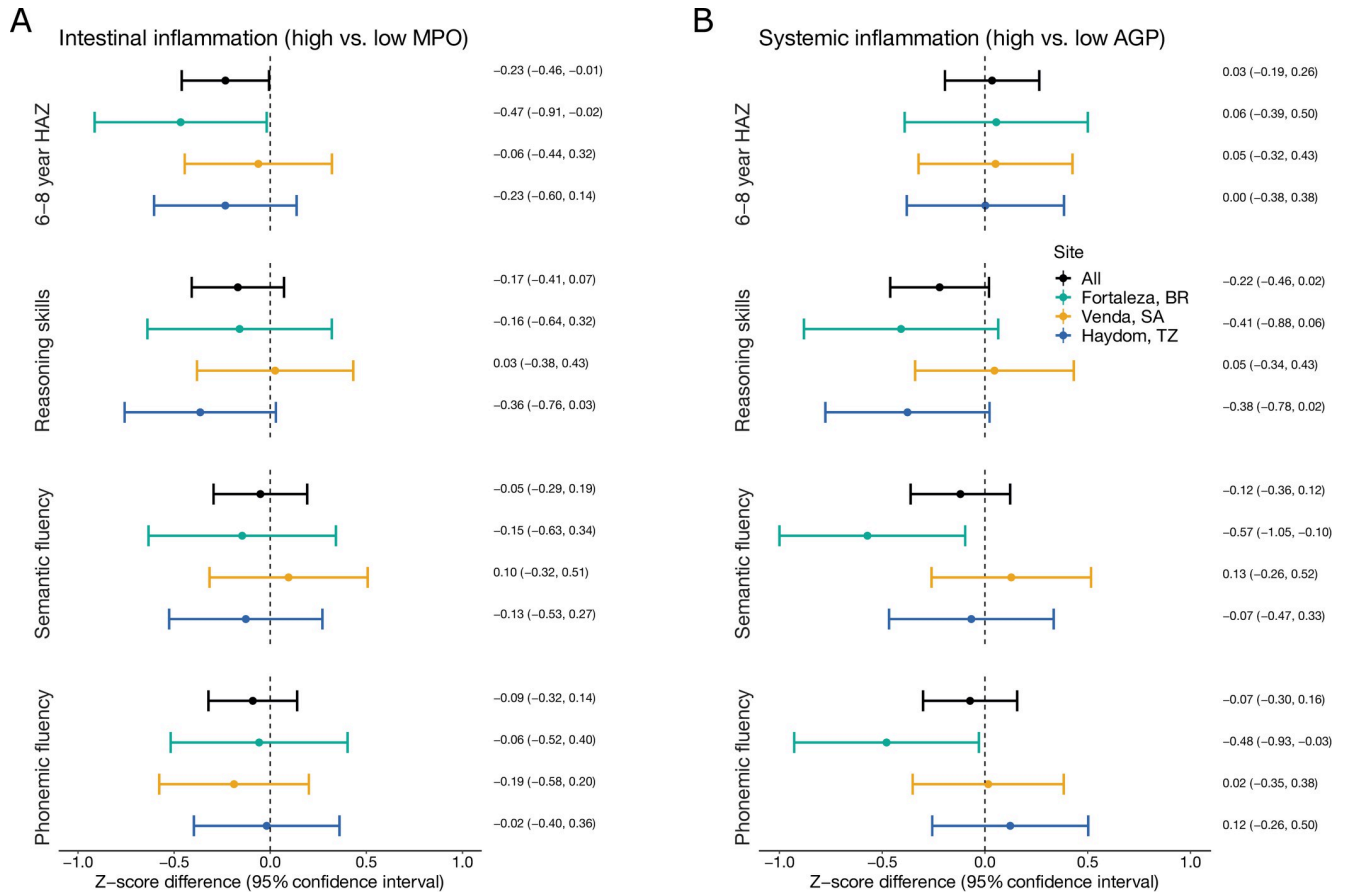 A
Intestinal inflammation (high vs. low MPO)
6–8 year HAZ
−0.23 (−0.46, −0.01)
−0.47 (−0.91, −0.02)
−0.06 (−0.44, 0.32)
−0.23 (−0.60, 0.14)
Reasoning skills
−0.17 (−0.41, 0.07)
−0.16 (−0.64, 0.32)
0.03 (−0.38, 0.43)
−0.36 (−0.76, 0.03)
Semantic fluency
−0.05 (−0.29, 0.19)
−0.15 (−0.63, 0.34)
0.10 (−0.32, 0.51)
−0.13 (−0.53, 0.27)
Phonemic fluency
−0.09 (−0.32, 0.14)
−0.06 (−0.52, 0.40)
−0.19 (−0.58, 0.20)
−0.02 (−0.40, 0.36)
−1.0 −0.5 0.0 0.5 1.0
Z−score difference (95% confidence interval)
B
Systemic inflammation (high vs. low AGP)
6–8 year HAZ
0.03 (−0.19, 0.26)
0.06 (−0.39, 0.50)
0.05 (−0.32, 0.43)
0.00 (−0.38, 0.38)
Site
All
Fortaleza, BR
Venda, SA
Haydom, TZ
Reasoning skills
−0.22 (−0.46, 0.02)
−0.41 (−0.88, 0.06)
0.05 (−0.34, 0.43)
−0.38 (−0.78, 0.02)
Semantic fluency
−0.12 (−0.36, 0.12)
−0.57 (−1.05, −0.10)
0.13 (−0.26, 0.52)
−0.07 (−0.47, 0.33)
Phonemic fluency
−0.07 (−0.30, 0.16)
−0.48 (−0.93, −0.03)
0.02 (−0.35, 0.38)
0.12 (−0.26, 0.50)
−1.0 −0.5 0.0 0.5 1.0
Z−score difference (95% confidence interval)